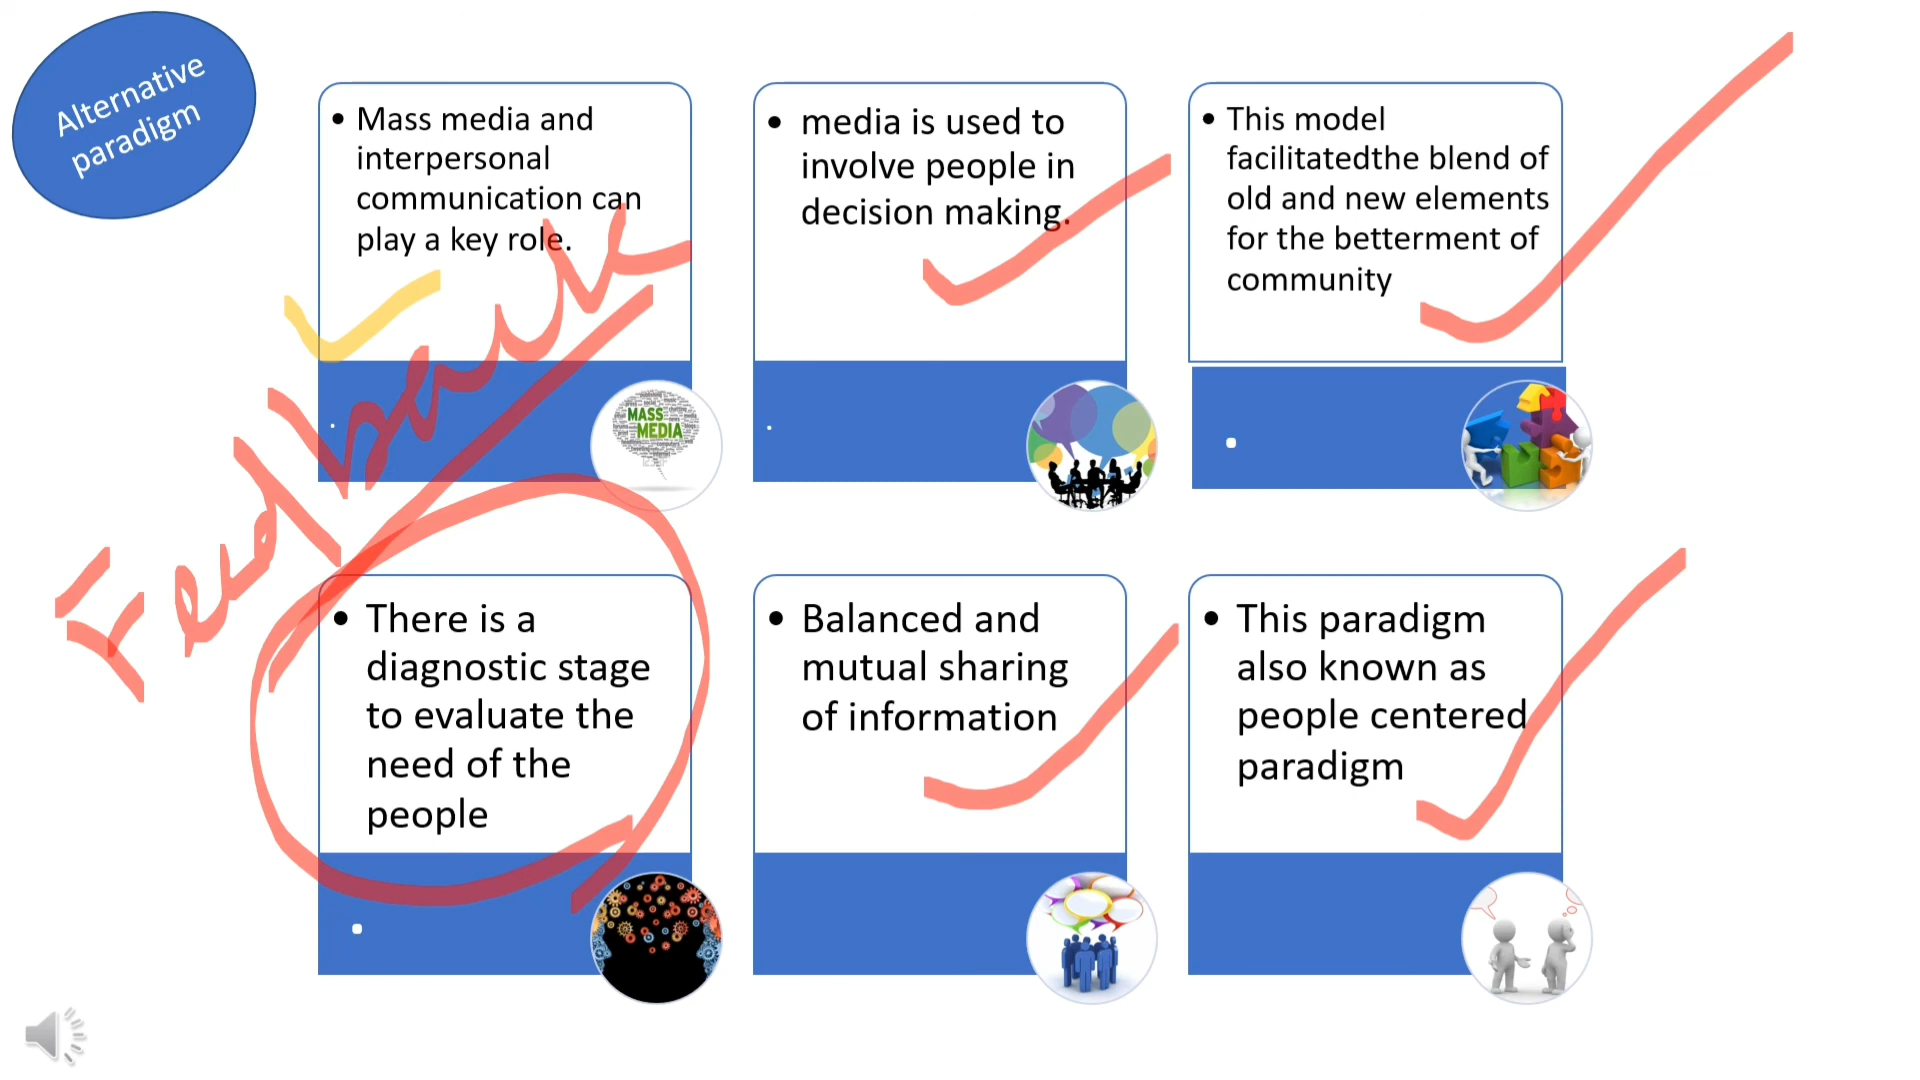 Alternative
paradigm
• Mass media and
interpersonal
communication can
play a key role.
• media is used to
involve people in
decision making.
• This model
facilitatedthe blend of
old and new elements
for the betterment of
community
Feedback
MASS
MEDIA
• There is a
diagnostic stage
to evaluate the
need of the
people
• Balanced and
mutual sharing
of information
• This paradigm
also known as
people centered
paradigm